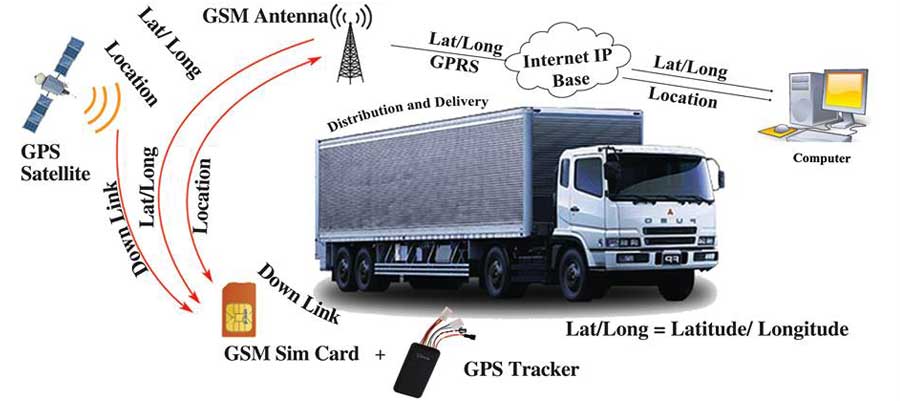 GSM Antenna
Lat/ Long
Location
GPS
Satellite
Down Link
Lat/Long
Location
Lat/Long
GPRS
Internet IP
Base
Lat/Long
Location
Computer
Distribution and Delivery
FUSO
Down Link
GSM Sim Card + GPS Tracker
Lat/Long = Latitude/ Longitude